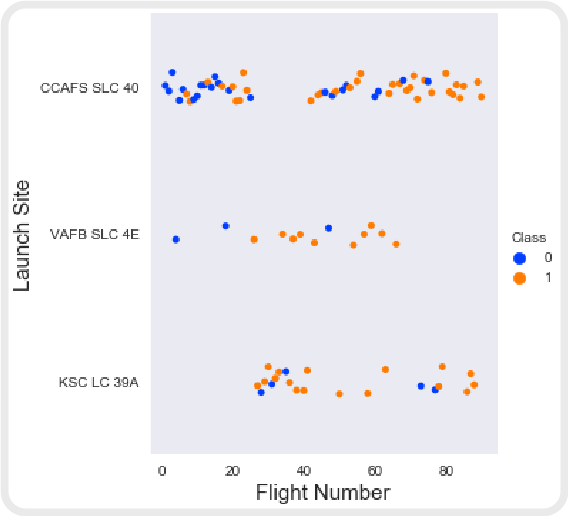 CCAFS SLC 40
VAFB SLC 4E
KSC LC 39A
Launch Site
0 20 40 60 80
Flight Number
Class
0
1